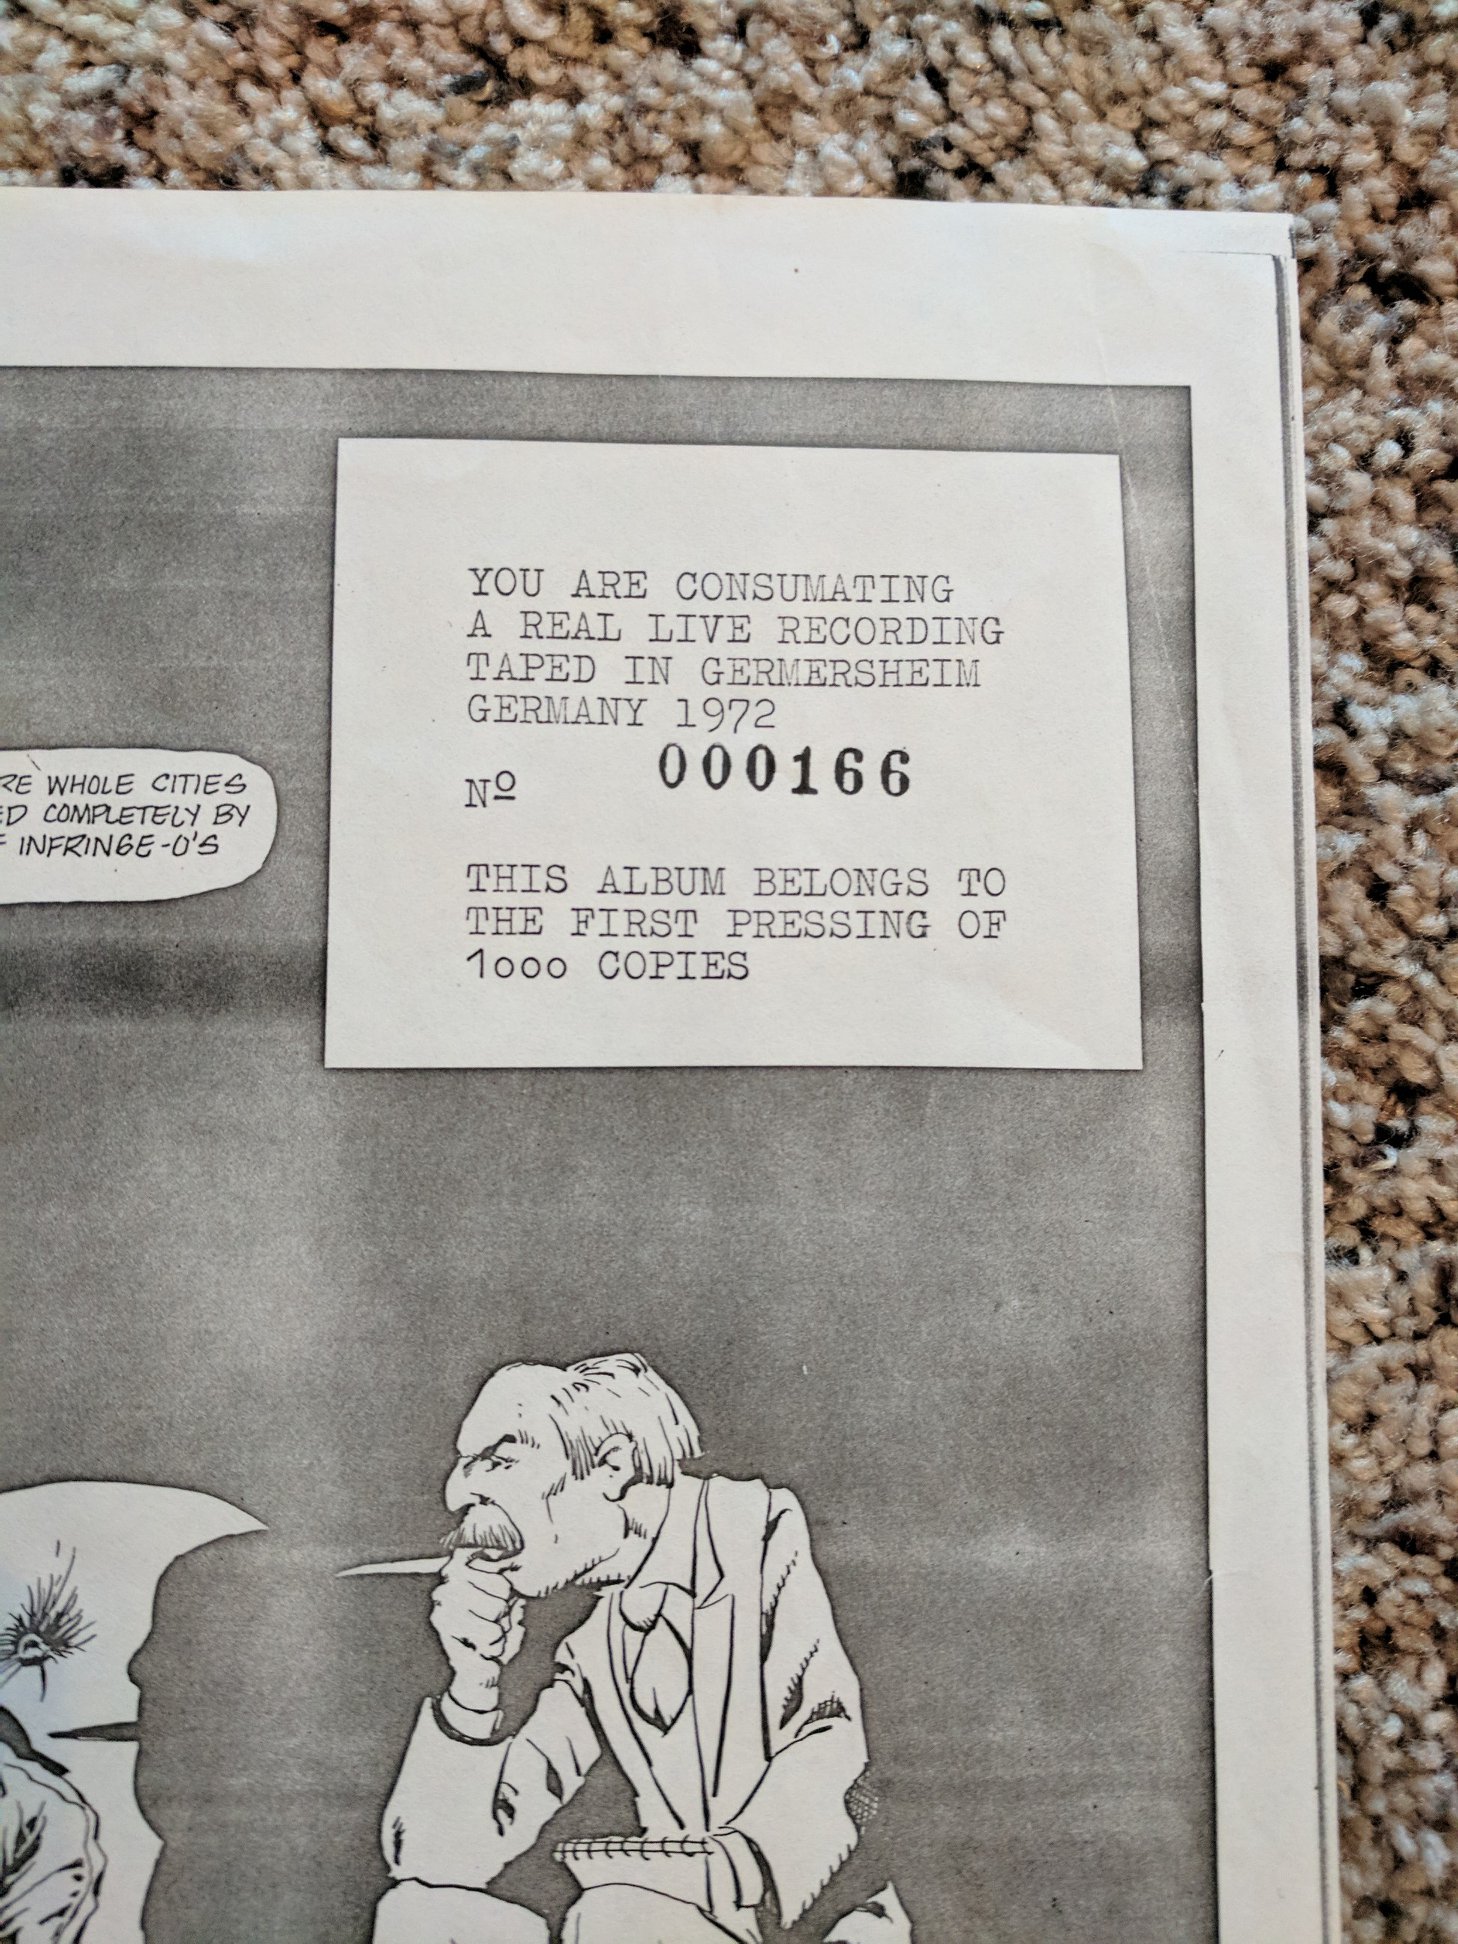 YOU ARE CONSUMATING
A REAL LIVE RECORDING
TAPED IN GERMERSHEIM
GERMANY 1972
Nº 000166
THIS ALBUM BELONGS TO
THE FIRST PRESSING OF
1000 COPIES
WHOLE CITIES
COMPLETELY BY
INFRINGE-O'S